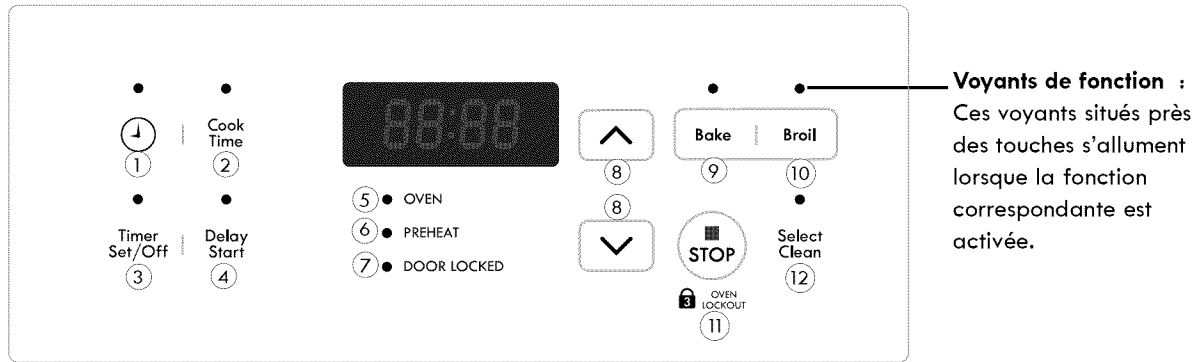 Cook
Time
1
2
Timer
Set/Off
Delay
Start
3
4
88:88
5 OVEN
6 PREHEAT
7 DOOR LOCKED
8
8
Bake
Broil
9
10
STOP
3 OVEN
LOCKOUT
11
Select
Clean
12
Voyants de fonction :
Ces voyants situés près
des touches s'allument
lorsque la fonction
correspondante est
activée.